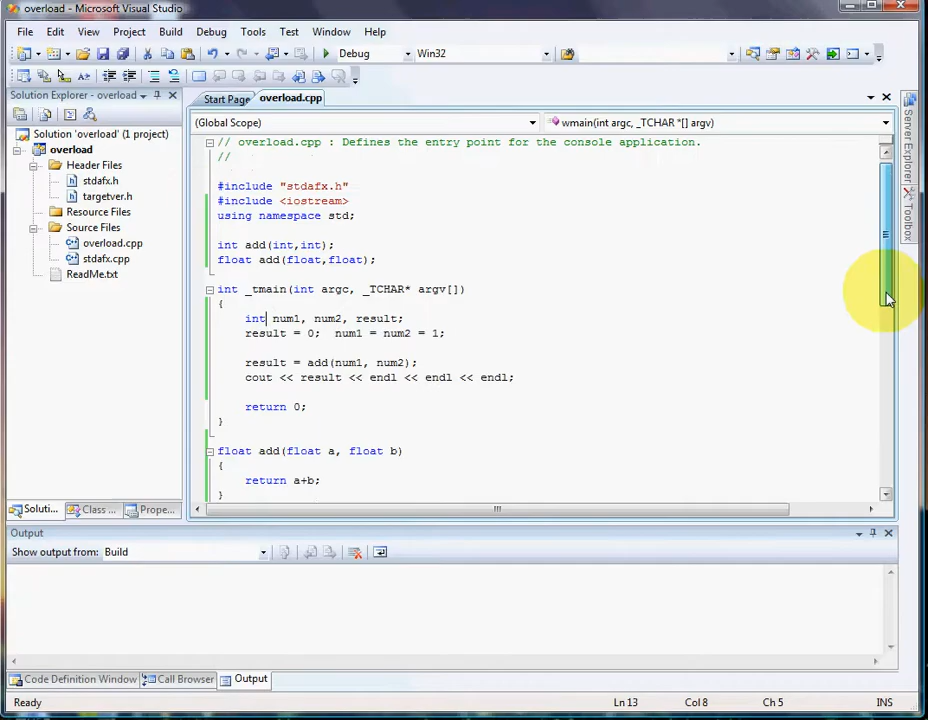 overload - Microsoft Visual Studio
File Edit View Project Build Debug Tools Test Window Help
Debug Win32
Solution Explorer - overload
Start Page overload.cpp
(Global Scope) wmain(int argc, _TCHAR *[] argv)
Solution 'overload' (1 project)
overload
Header Files
stdafx.h
targetver.h
Resource Files
Source Files
overload.cpp
stdafx.cpp
ReadMe.txt
// overload.cpp : Defines the entry point for the console application.
//
#include "stdafx.h"
#include <iostream>
using namespace std;
int add(int,int);
float add(float,float);
int _tmain(int argc, _TCHAR* argv[])
{
int num1, num2, result;
result = 0;  num1 = num2 = 1;
result = add(num1, num2);
cout << result << endl << endl << endl;
return 0;
}
float add(float a, float b)
{
return a+b;
}
Server Explorer
Toolbox
Soluti... Class ... Prope...
Output
Show output from: Build
Code Definition Window Call Browser Output
Ready Ln 13 Col 8 Ch 5 INS